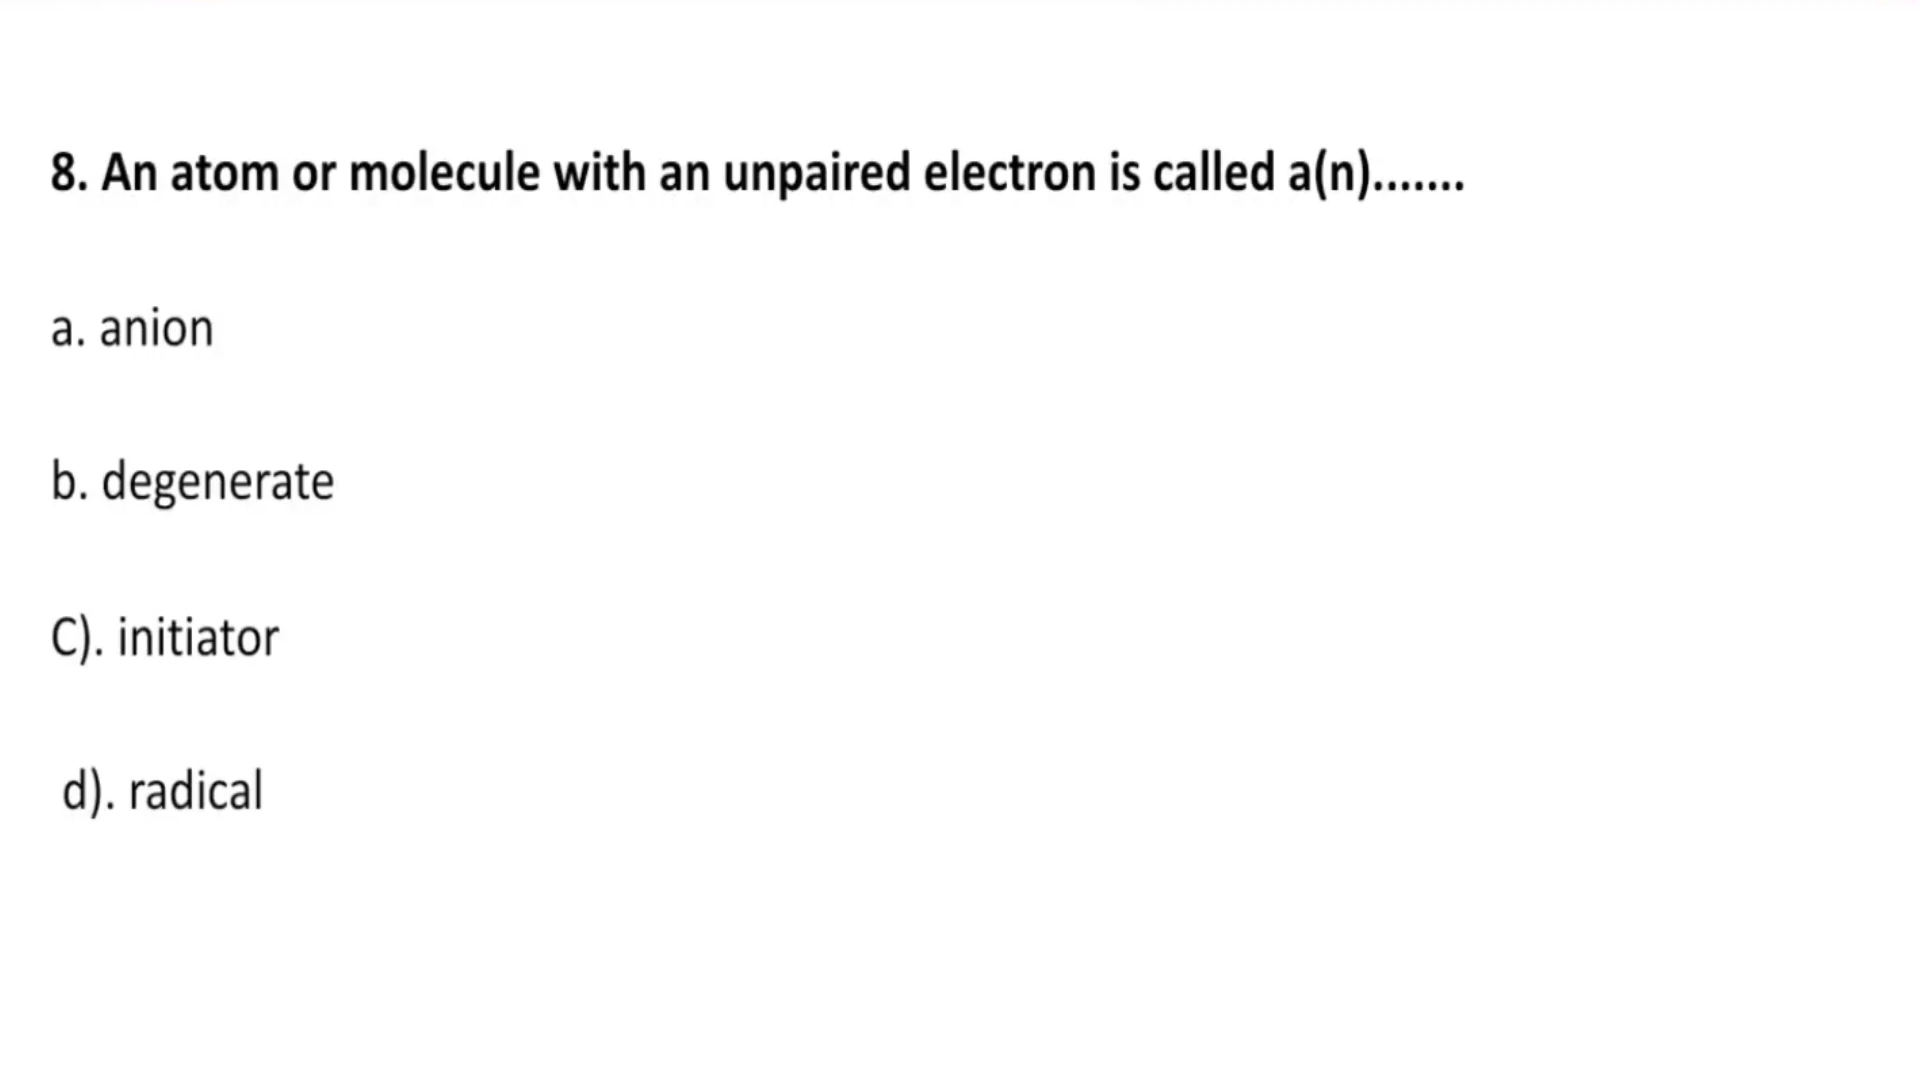 8. An atom or molecule with an unpaired electron is called a(n).......
a. anion
b. degenerate
C). initiator
d). radical